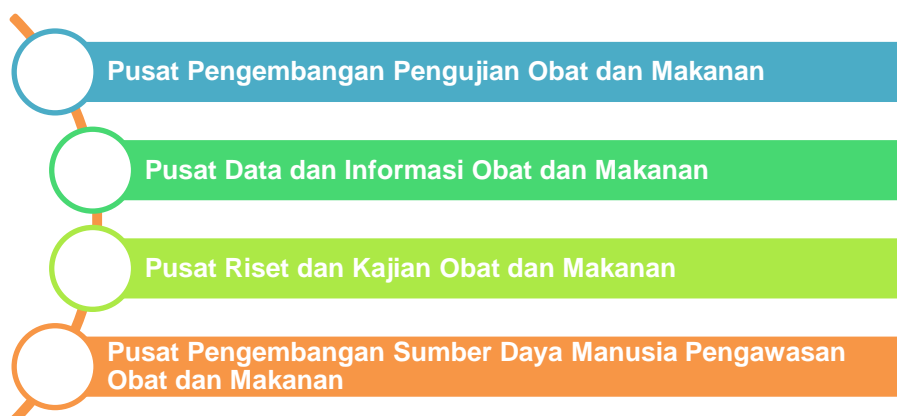 Pusat Pengembangan Pengujian Obat dan Makanan
Pusat Data dan Informasi Obat dan Makanan
Pusat Riset dan Kajian Obat dan Makanan
Pusat Pengembangan Sumber Daya Manusia Pengawasan
Obat dan Makanan